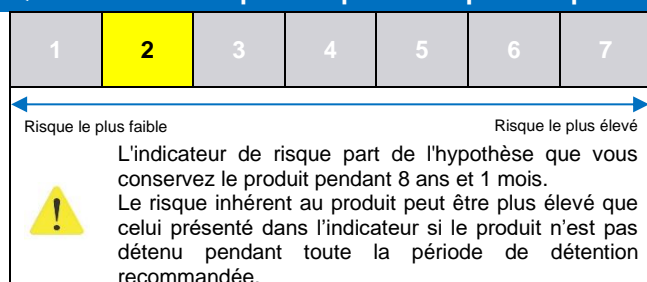 1 2 3 4 5 6 7
Risque le plus faible Risque le plus élevé
L'indicateur de risque part de l'hypothèse que vous
conservez le produit pendant 8 ans et 1 mois.
Le risque inhérent au produit peut être plus élevé que
celui présenté dans l'indicateur si le produit n'est pas
détenu pendant toute la période de détention
recommandée.